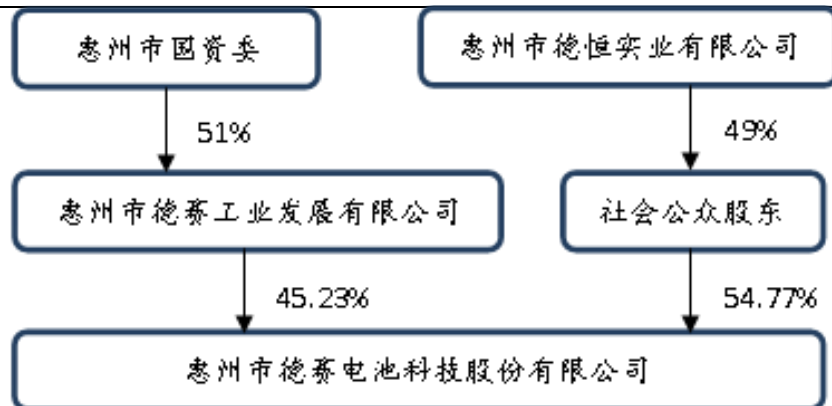 惠州市国资委
惠州市德恒实业有限公司
51%
49%
惠州市德赛工业发展有限公司
社会公众股东
45.23%
54.77%
惠州市德赛电池科技股份有限公司